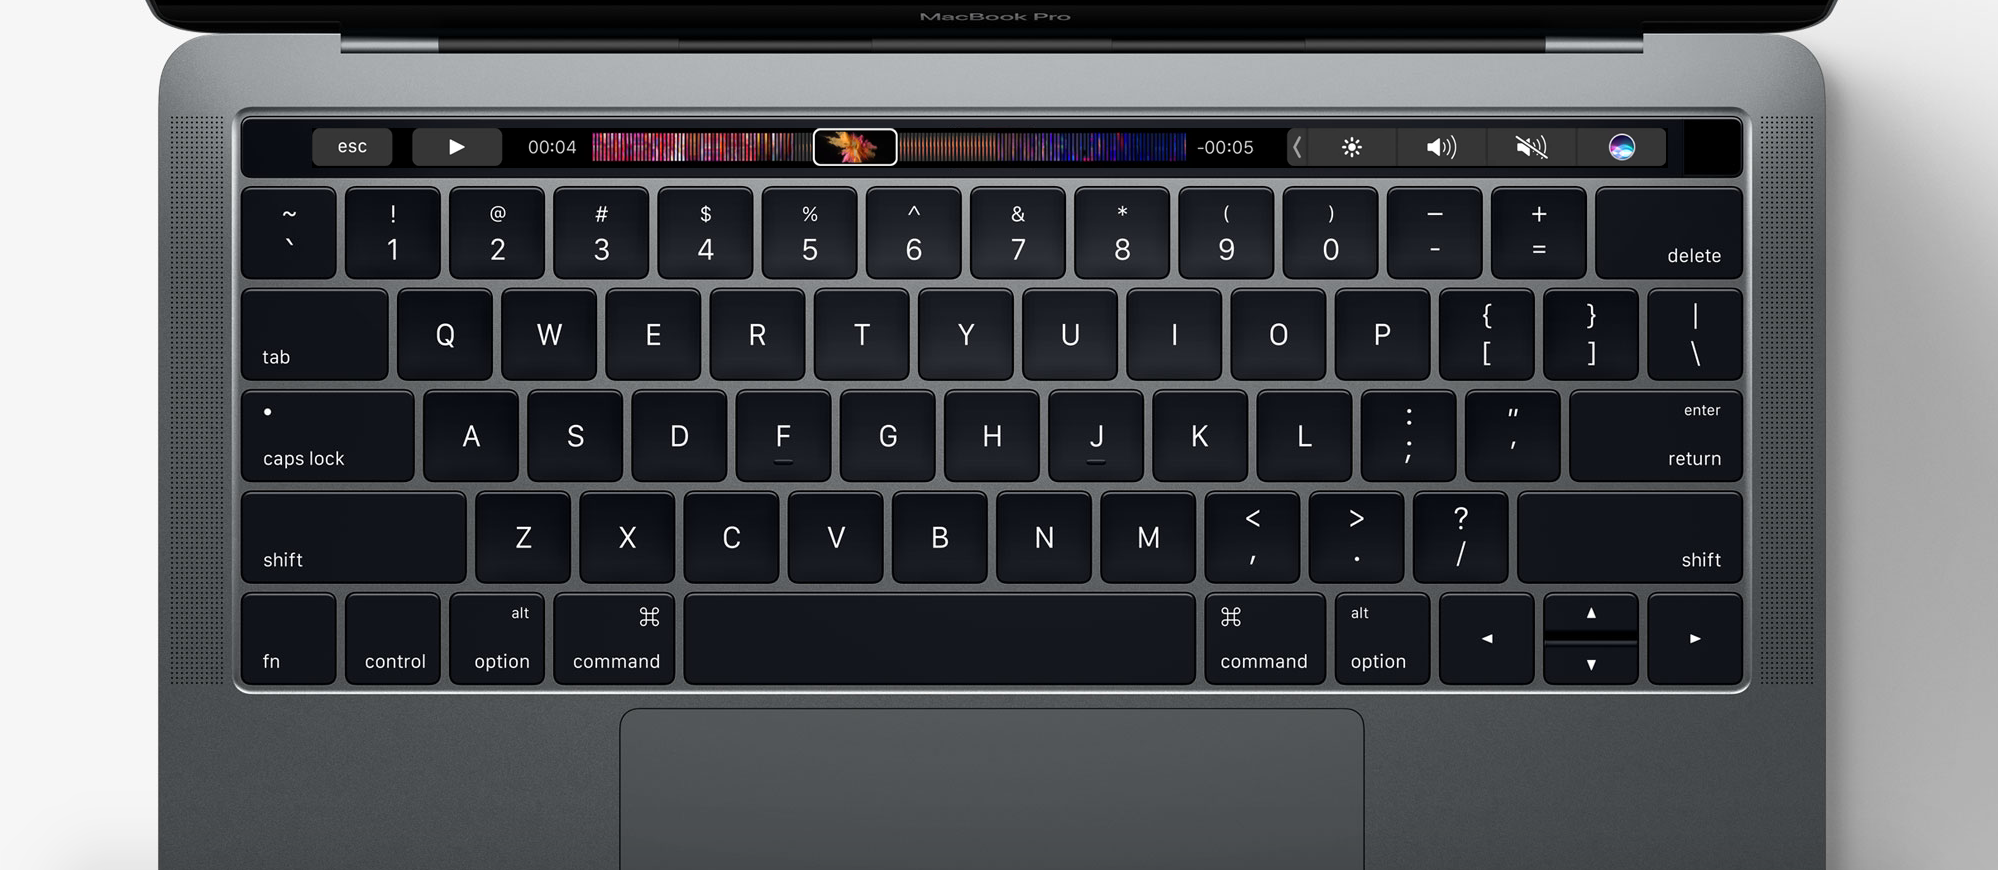 MacBook Pro
esc 00:04 -00:05
~ ! @ # $ % ^ & * ( ) — +
` 1 2 3 4 5 6 7 8 9 0 - = delete
Q W E R T Y U I O P { } |
tab [ ] \
• A S D F G H J K L : " enter
caps lock ; ' return
Z X C V B N M < > ?
shift , . / shift
alt ⌘ ⌘ alt ▲
fn control option command command option ◀ ▼ ▶